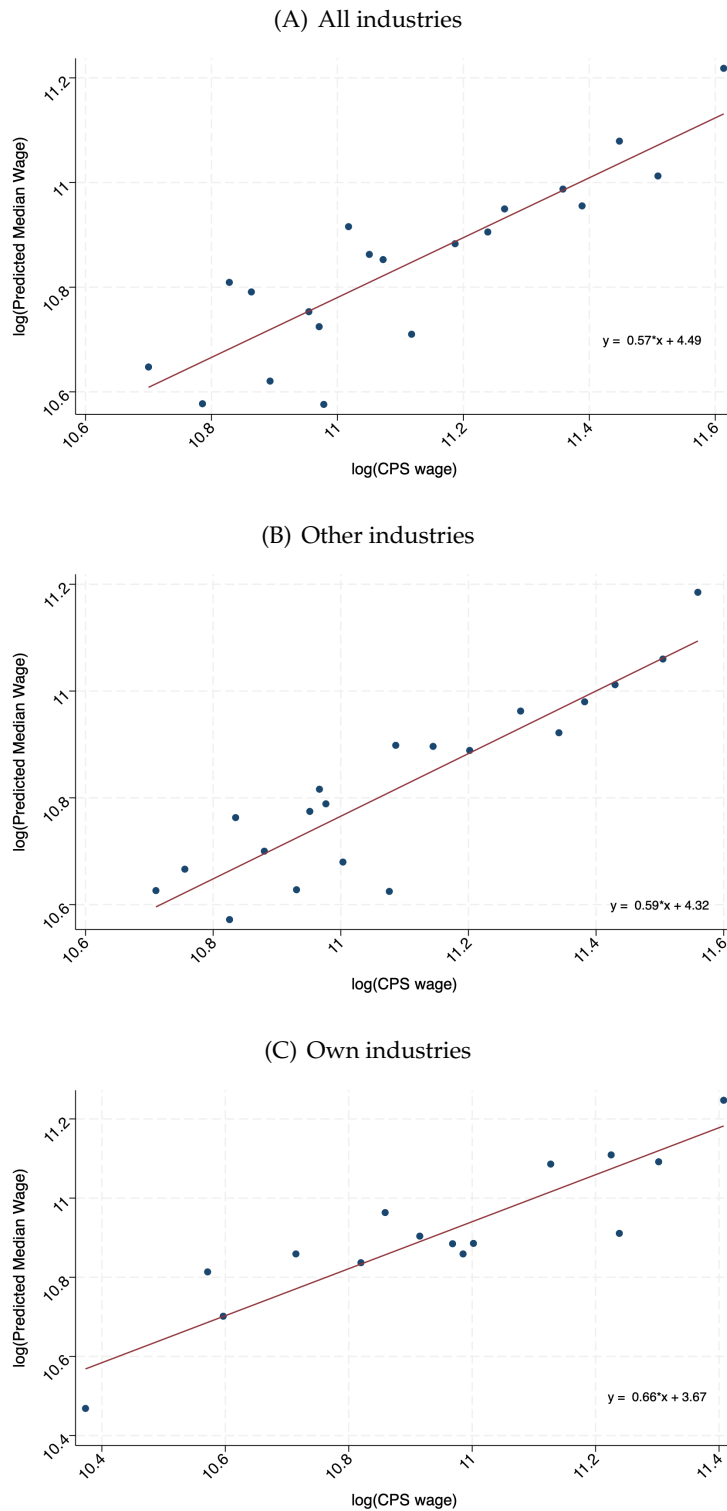 (A) All industries
log(Predicted Median Wage)
11.2
11
10.8
10.6
y = 0.57*x + 4.49
10.6 10.8 11 11.2 11.4 11.6
log(CPS wage)
(B) Other industries
log(Predicted Median Wage)
11.2
11
10.8
10.6
y = 0.59*x + 4.32
10.6 10.8 11 11.2 11.4 11.6
log(CPS wage)
(C) Own industries
log(Predicted Median Wage)
11.2
11
10.8
10.6
10.4
y = 0.66*x + 3.67
10.4 10.6 10.8 11 11.2 11.4
log(CPS wage)